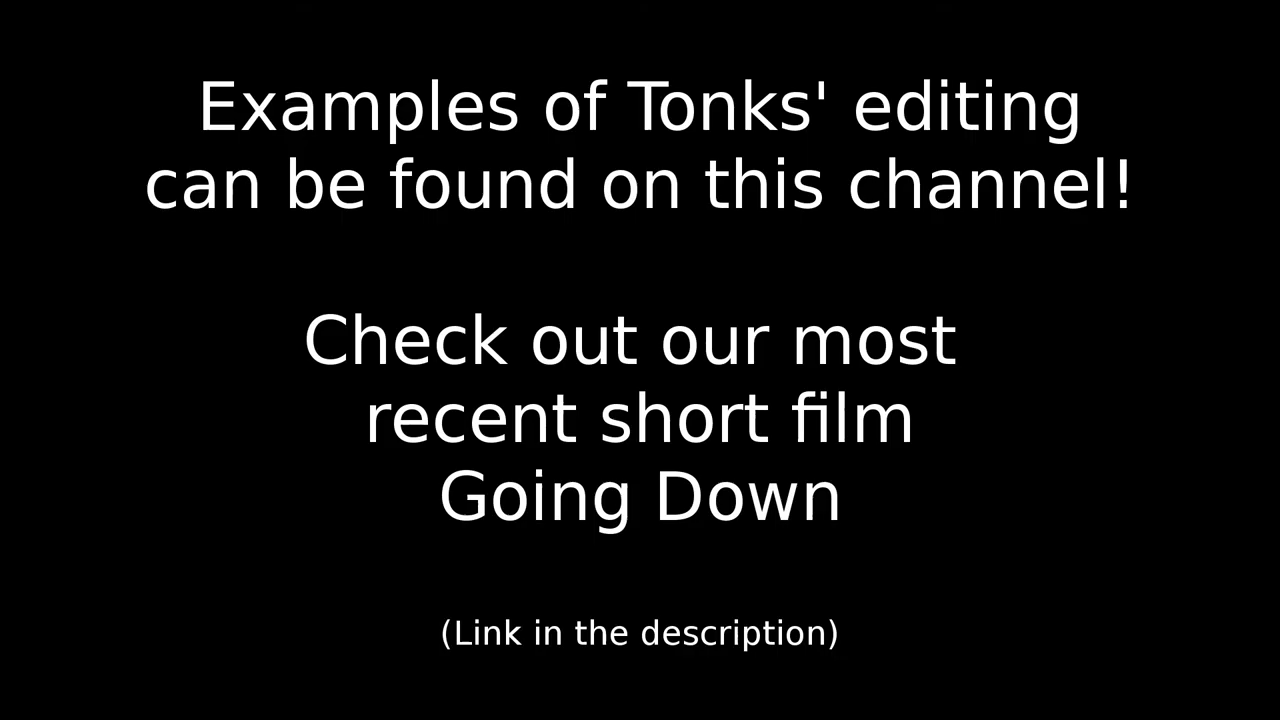 Examples of Tonks' editing
can be found on this channel!
Check out our most
recent short film
Going Down
(Link in the description)